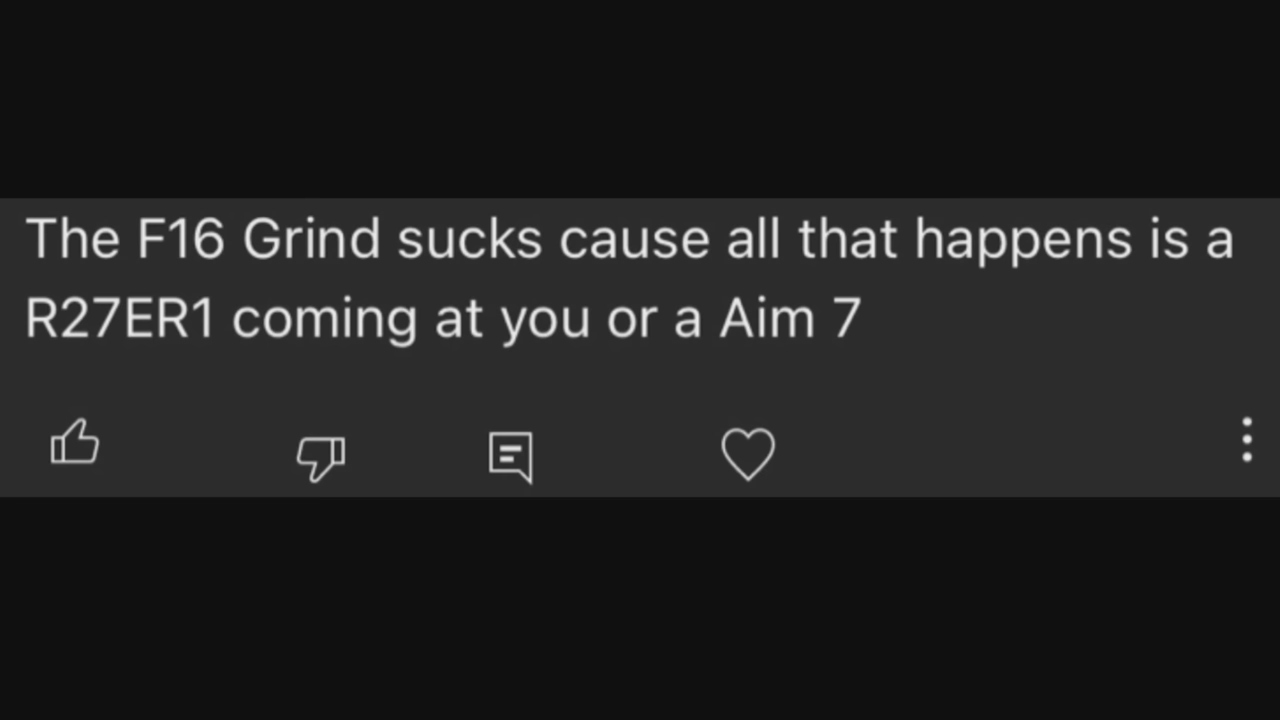 The F16 Grind sucks cause all that happens is a
R27ER1 coming at you or a Aim 7